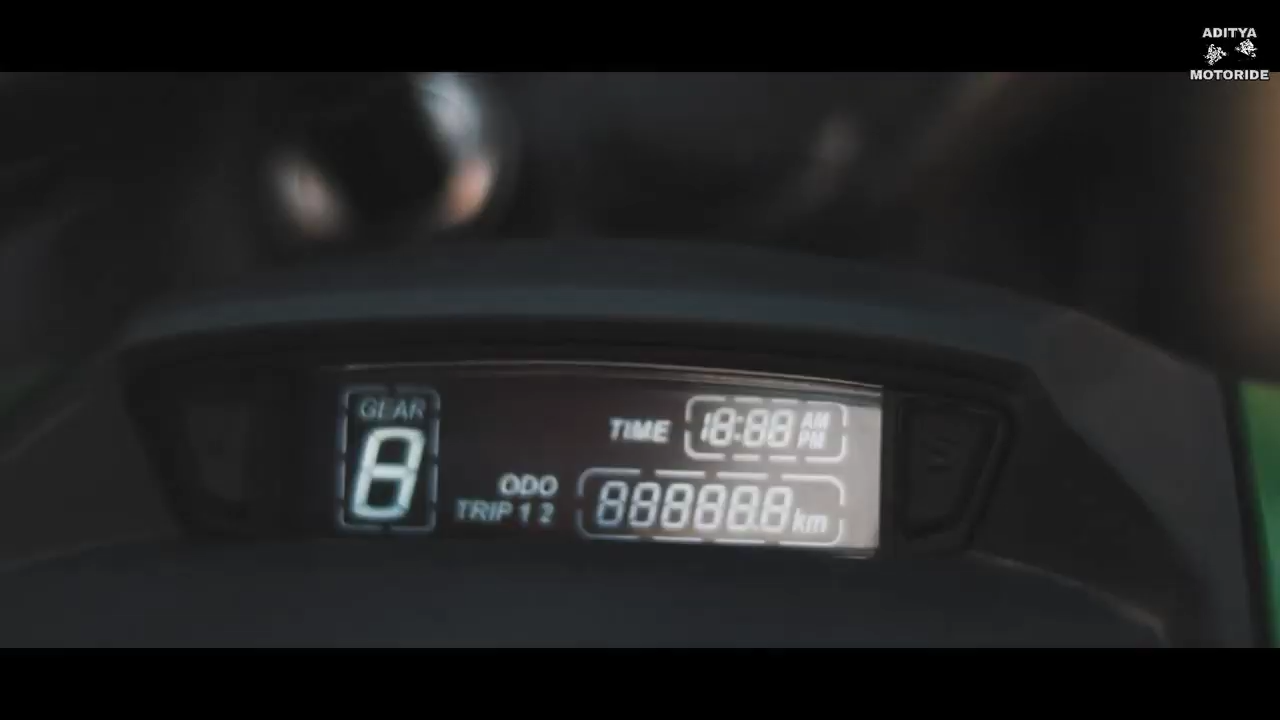 ADITYA
MOTORIDE
GEAR
8
TIME 18:88 AM
PM
ODO
TRIP 1 2
88888.8 km